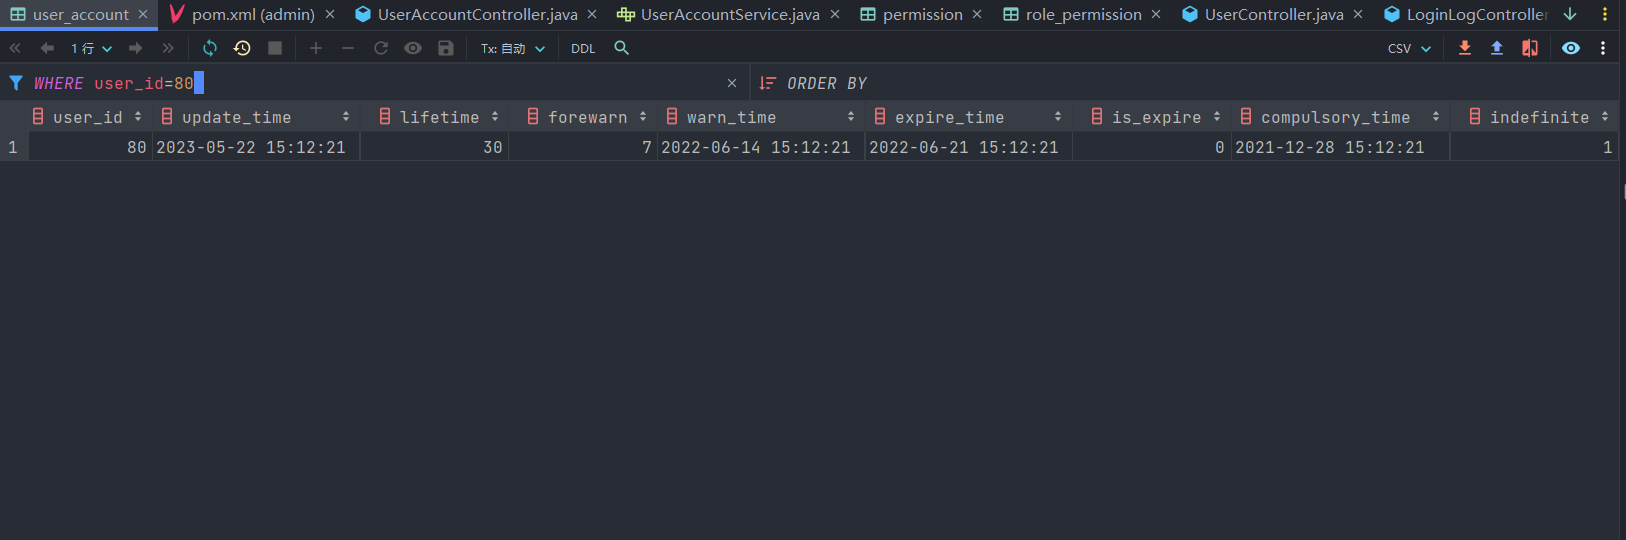 user_account pom.xml (admin) UserAccountController.java UserAccountService.java permission role_permission UserController.java LoginLogController
1 行 Tx: 自动 DDL CSV
WHERE user_id=80 ORDER BY
user_id update_time lifetime forewarn warn_time expire_time is_expire compulsory_time indefinite
1 80 2023-05-22 15:12:21 30 7 2022-06-14 15:12:21 2022-06-21 15:12:21 0 2021-12-28 15:12:21 1